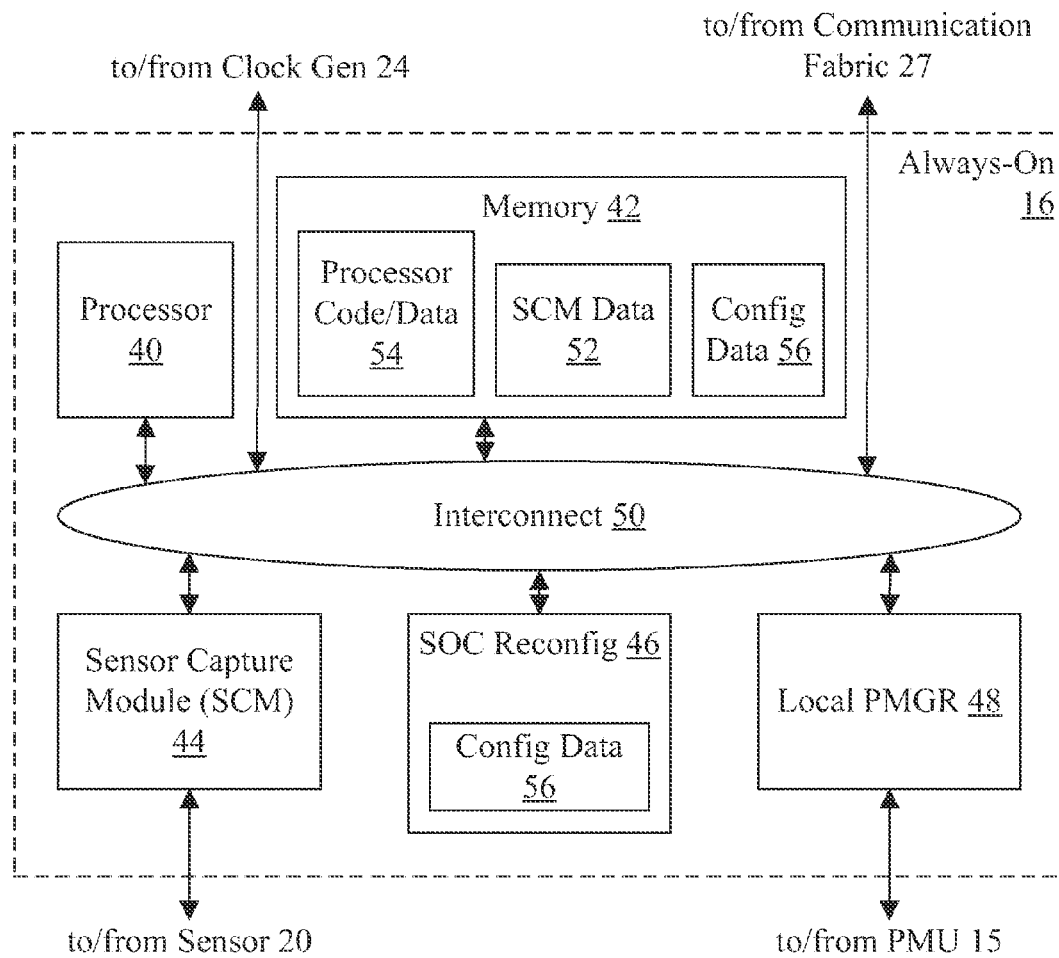 to/from Communication
Fabric 27
to/from Clock Gen 24
Always-On
16
Memory 42
Processor
40
Processor
Code/Data
54
SCM Data
52
Config
Data 56
Interconnect 50
Sensor Capture
Module (SCM)
44
SOC Reconfig 46
Config Data
56
Local PMGR 48
to/from Sensor 20
to/from PMU 15